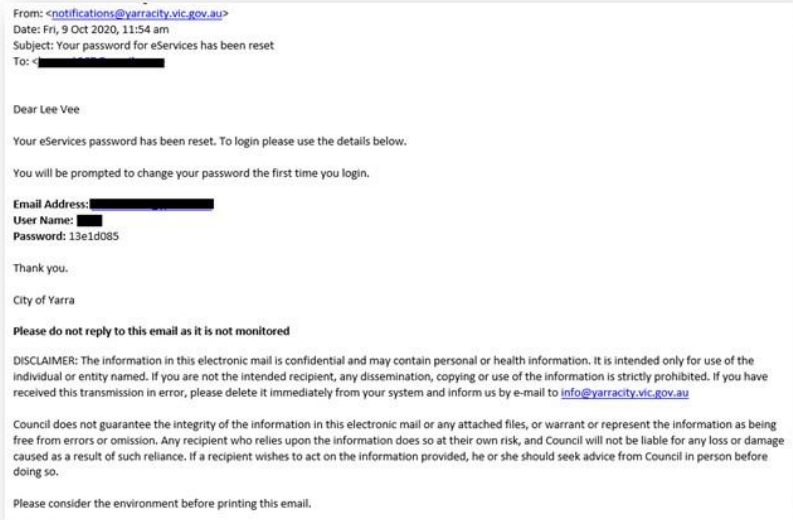 From: <notifications@yarracity.vic.gov.au>
Date: Fri, 9 Oct 2020, 11:54 am
Subject: Your password for eServices has been reset
To: <
Dear Lee Vee
Your eServices password has been reset. To login please use the details below.
You will be prompted to change your password the first time you login.
Email Address:
User Name:
Password: 13e1d085
Thank you.
City of Yarra
Please do not reply to this email as it is not monitored
DISCLAIMER: The information in this electronic mail is confidential and may contain personal or health information. It is intended only for use of the
individual or entity named. If you are not the intended recipient, any dissemination, copying or use of the information is strictly prohibited. If you have
received this transmission in error, please delete it immediately from your system and inform us by e-mail to info@yarracity.vic.gov.au
Council does not guarantee the integrity of the information in this electronic mail or any attached files, or warrant or represent the information as being
free from errors or omission. Any recipient who relies upon the information does so at their own risk, and Council will not be liable for any loss or damage
caused as a result of such reliance. If a recipient wishes to act on the information provided, he or she should seek advice from Council in person before
doing so.
Please consider the environment before printing this email.